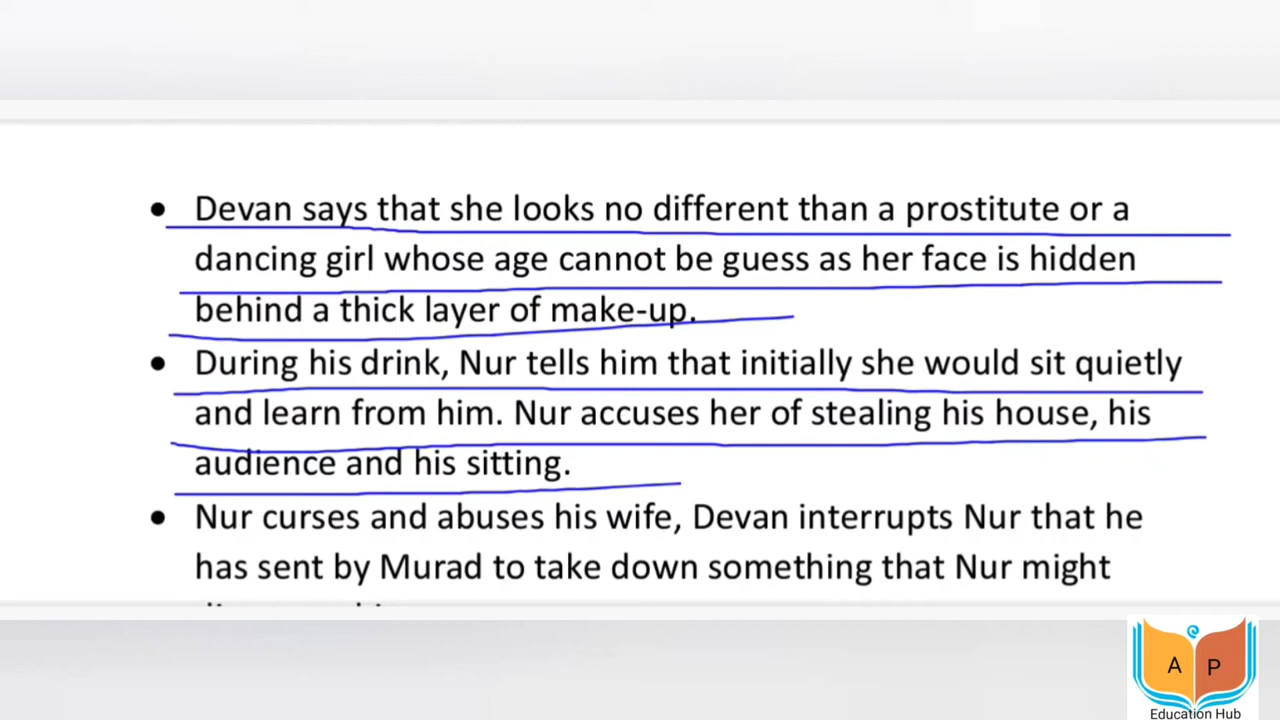 • Devan says that she looks no different than a prostitute or a
dancing girl whose age cannot be guess as her face is hidden
behind a thick layer of make-up.
• During his drink, Nur tells him that initially she would sit quietly
and learn from him. Nur accuses her of stealing his house, his
audience and his sitting.
• Nur curses and abuses his wife, Devan interrupts Nur that he
has sent by Murad to take down something that Nur might
A P
Education Hub